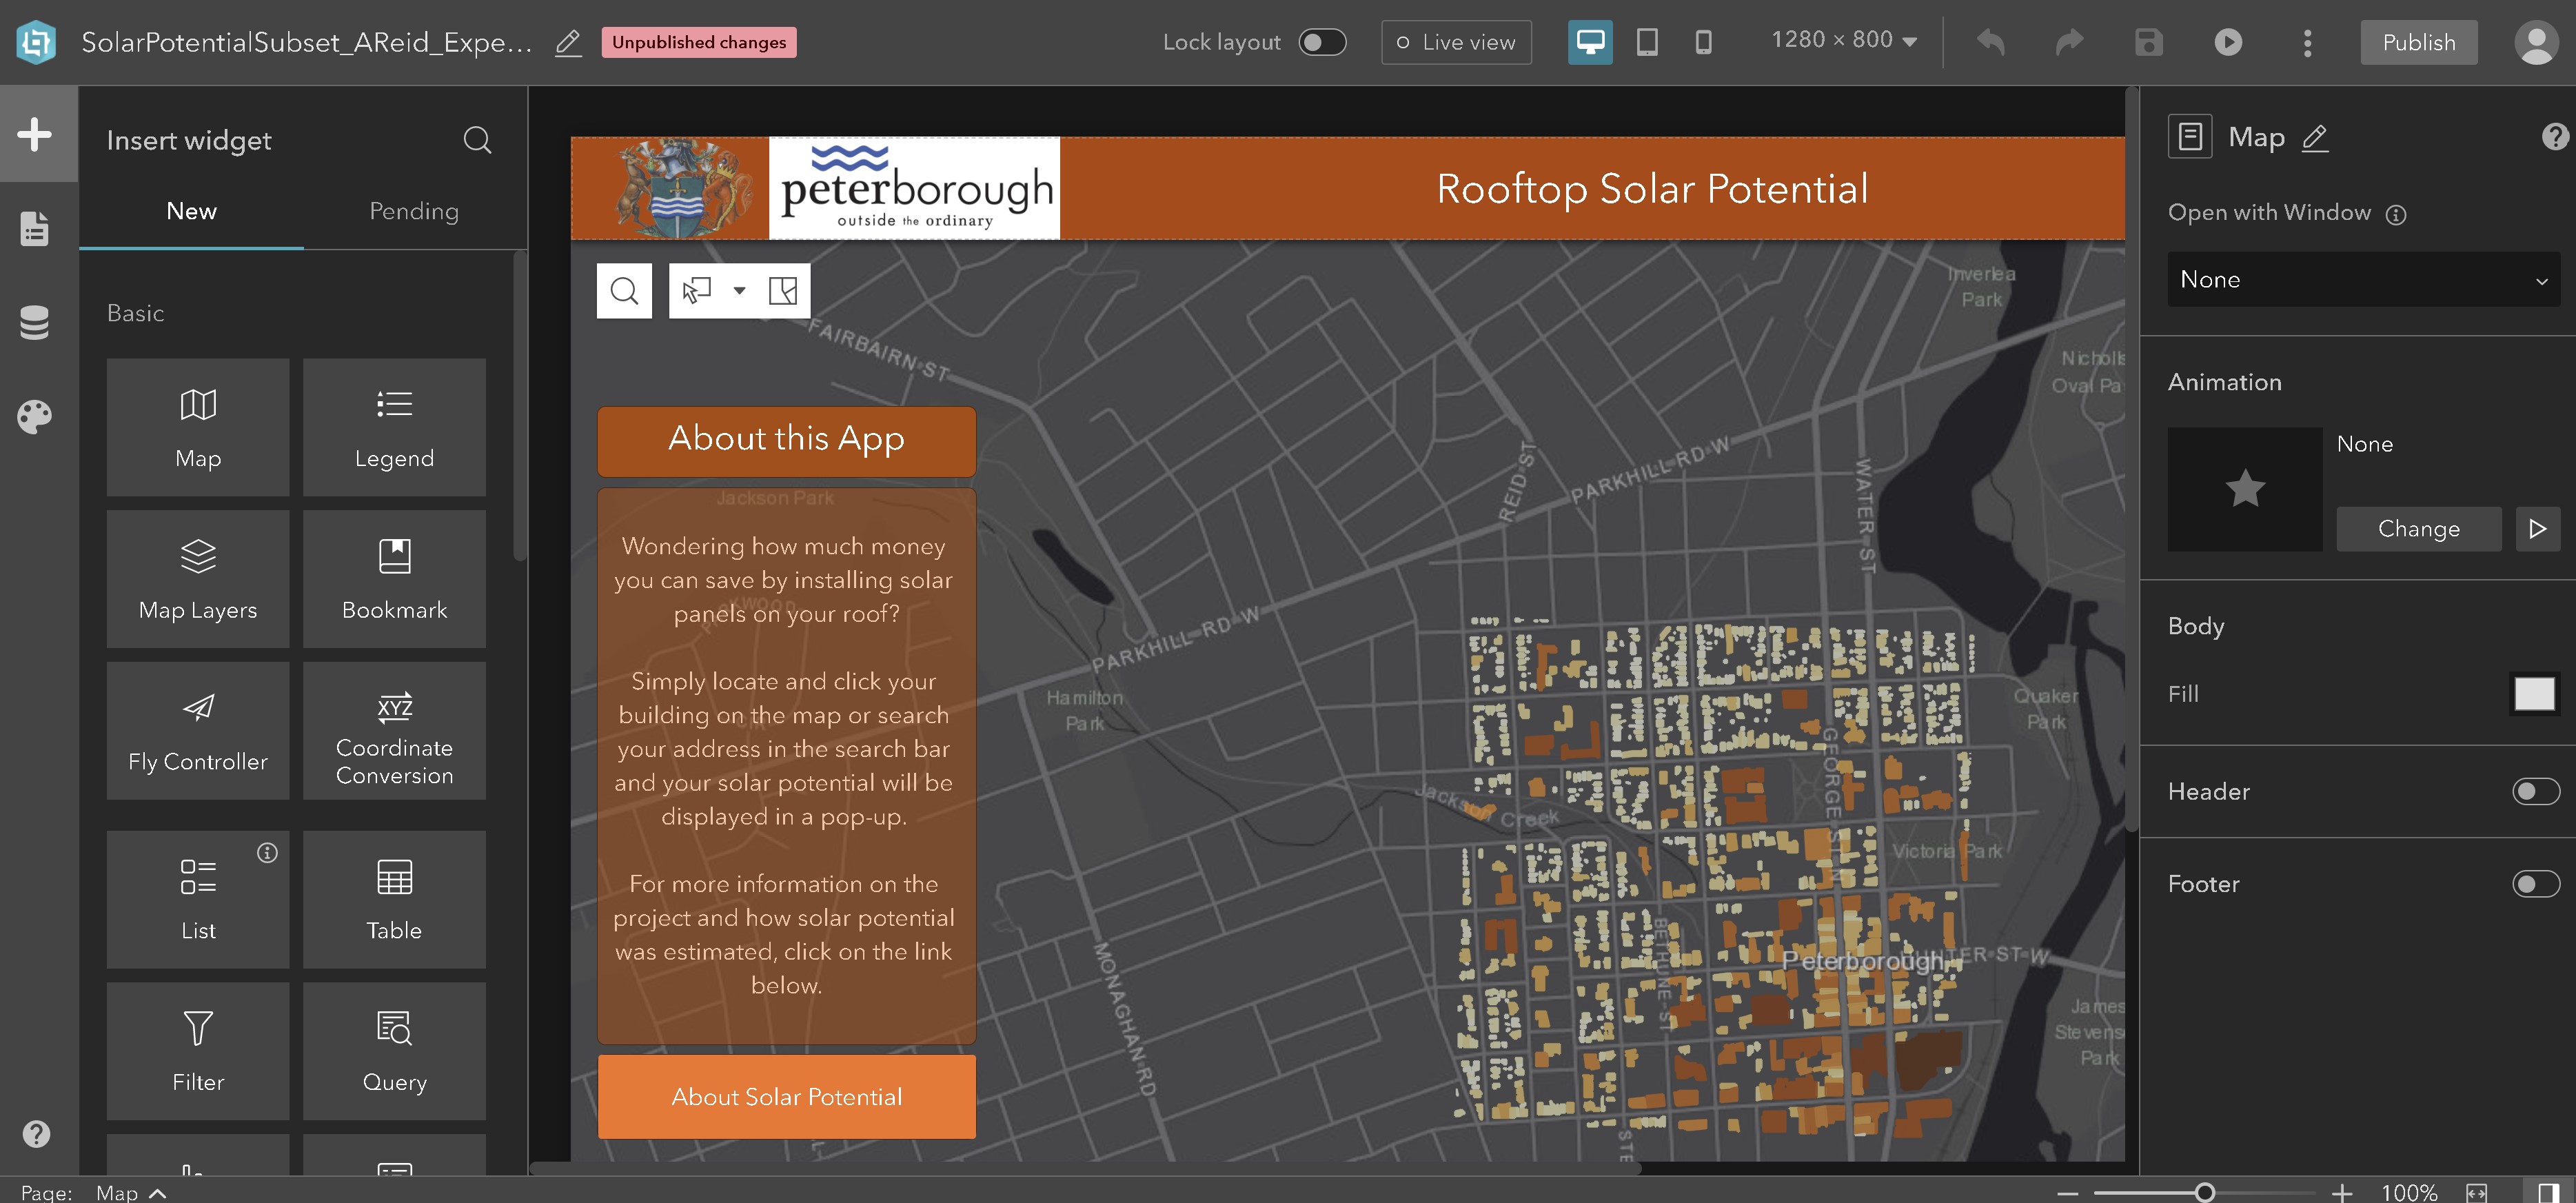 SolarPotentialSubset_AReid_Expe...
Unpublished changes
Lock layout
Live view
1280 × 800
Publish
Insert widget
New
Pending
Basic
Map
Legend
Map Layers
Bookmark
Fly Controller
XYZ
Coordinate
Conversion
List
Table
Filter
Query
peterborough
outside the ordinary
Rooftop Solar Potential
About this App
Wondering how much money
you can save by installing solar
panels on your roof?
Simply locate and click your
building on the map or search
your address in the search bar
and your solar potential will be
displayed in a pop-up.
For more information on the
project and how solar potential
was estimated, click on the link
below.
About Solar Potential
FAIRBAIRN ST
Jackson Park
Inverlea
Park
Nicholls
Oval Pa
REID ST
PARKHILL RD W
WATER ST
PARKHILL RD W
Hamilton
Park
Quaker
Park
GEORGE ST N
Jackson Creek
Victoria Park
MONAGHAN RD
BETHUNE ST
Peterborough
TER ST W
James
Stevens
Park
Map
Open with Window
None
Animation
None
Change
Body
Fill
Header
Footer
Page:
Map
100%